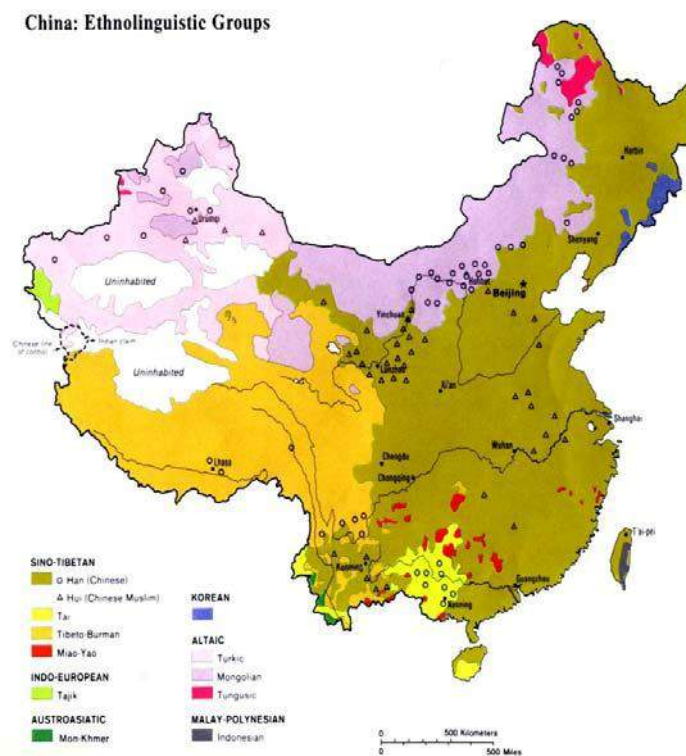 China: Ethnolinguistic Groups
Harbin
Urumqi
Shenyang
Uninhabited
Hohhot
Beijing
Yinchuan
Chinese line
of control
Indian claim
Uninhabited
Lanzhou
Xi'an
Shanghai
Lhasa
Chengdu
Wuhan
Chongqing
T'ai-pei
Kunming
Guangzhou
Nanning
SINO-TIBETAN
Han (Chinese)
Hui (Chinese Muslim)
Tai
Tibeto-Burman
Miao-Yao
INDO-EUROPEAN
Tajik
AUSTROASIATIC
Mon-Khmer
KOREAN
ALTAIC
Turkic
Mongolian
Tungusic
MALAY-POLYNESIAN
Indonesian
0 500 Kilometers
0 500 Miles